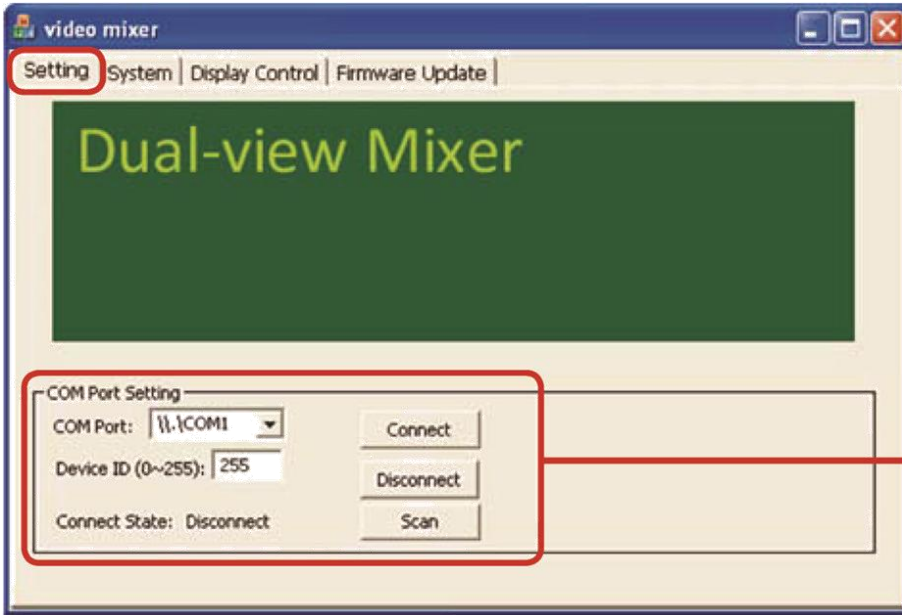 video mixer
Setting System Display Control Firmware Update
Dual-view Mixer
COM Port Setting
COM Port: \\.\COM1
Connect
Device ID (0~255): 255
Disconnect
Connect State: Disconnect
Scan